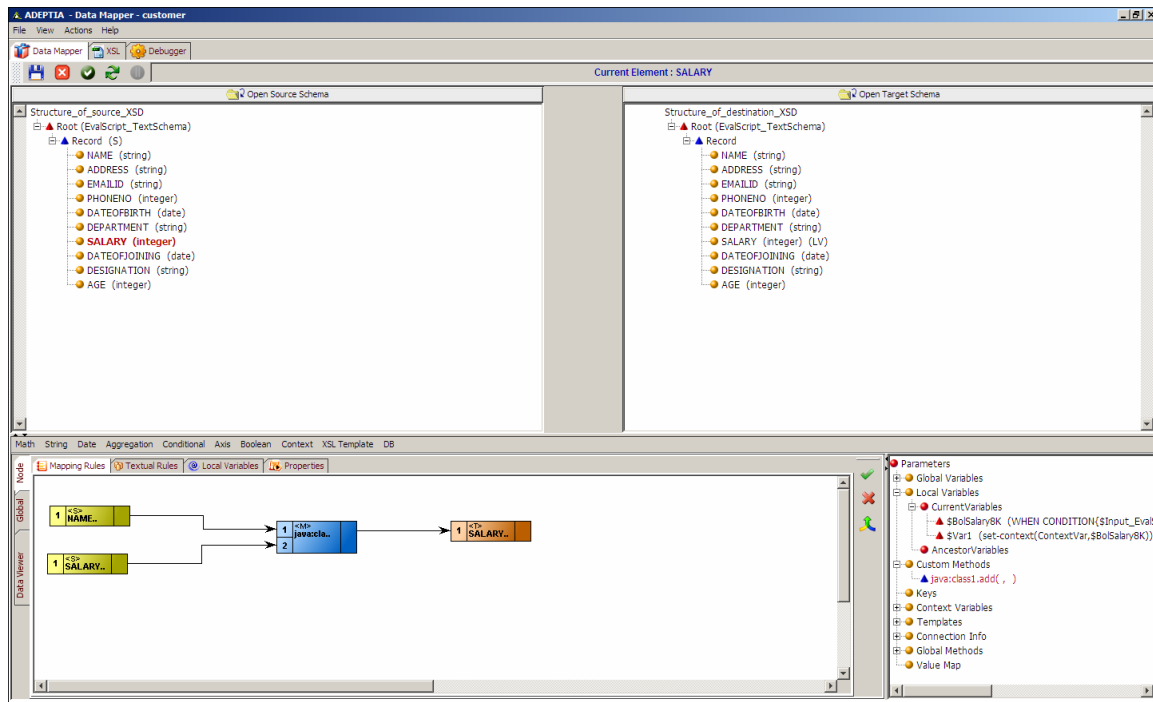 ADEPTIA - Data Mapper - customer
File View Actions Help
Data Mapper XSL Debugger
Current Element : SALARY
Open Source Schema
Open Target Schema
Structure_of_source_XSD
Root (EvalScript_TextSchema)
Record (S)
NAME (string)
ADDRESS (string)
EMAILID (string)
PHONENO (integer)
DATEOFBIRTH (date)
DEPARTMENT (string)
SALARY (integer)
DATEOFJOINING (date)
DESIGNATION (string)
AGE (integer)
Structure_of_destination_XSD
Root (EvalScript_TextSchema)
Record
NAME (string)
ADDRESS (string)
EMAILID (string)
PHONENO (integer)
DATEOFBIRTH (date)
DEPARTMENT (string)
SALARY (integer) (LV)
DATEOFJOINING (date)
DESIGNATION (string)
AGE (integer)
Math String Date Aggregation Conditional Axis Boolean Context XSL Template DB
Node
Global
Data Viewer
Mapping Rules Textual Rules Local Variables Properties
1 <S> NAME..
1 <S> SALARY..
1 <M> java:cla..
2
1 <T> SALARY..
Parameters
Global Variables
Local Variables
CurrentVariables
$BolSalary8K (WHEN CONDITION{$Input_EvalS
$Var1 (set-context(ContextVar,$BolSalary8K))
AncestorVariables
Custom Methods
java:class1.add( , )
Keys
Context Variables
Templates
Connection Info
Global Methods
Value Map